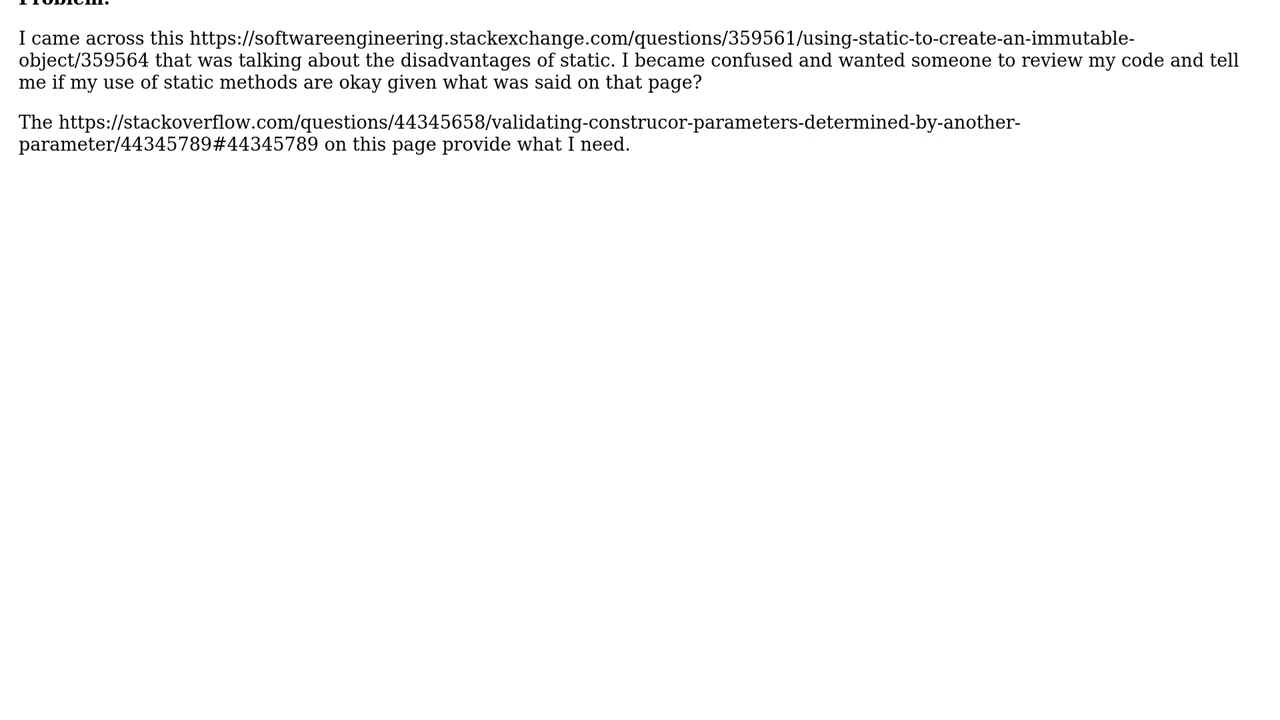 Problem:
I came across this https://softwareengineering.stackexchange.com/questions/359561/using-static-to-create-an-immutable-
object/359564 that was talking about the disadvantages of static. I became confused and wanted someone to review my code and tell
me if my use of static methods are okay given what was said on that page?
The https://stackoverflow.com/questions/44345658/validating-construcor-parameters-determined-by-another-
parameter/44345789#44345789 on this page provide what I need.